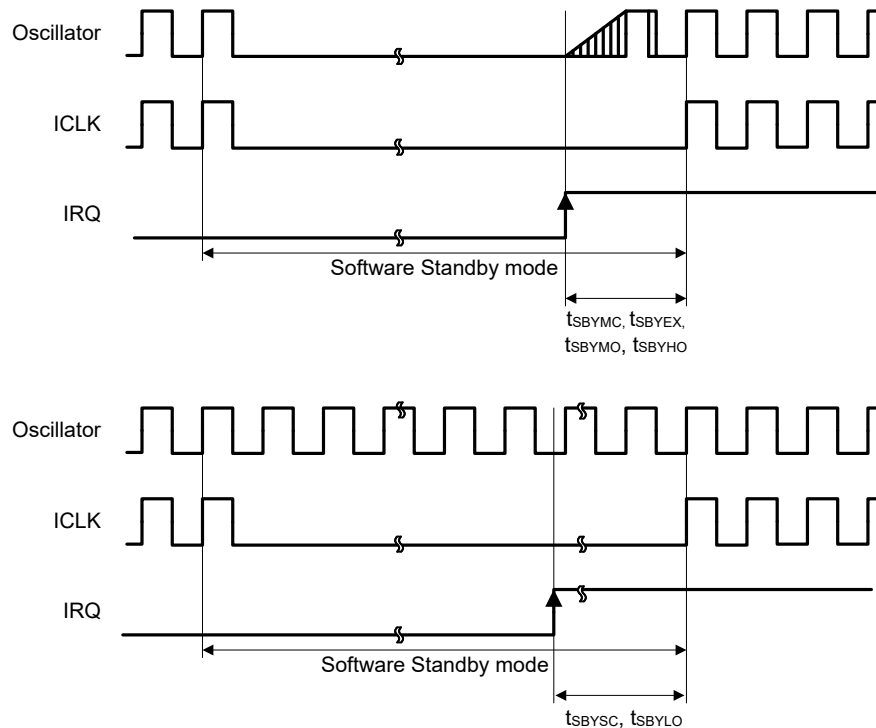 Oscillator
ICLK
IRQ
Software Standby mode
tSBYMC, tSBYEX,
tSBYMO, tSBYHO
Oscillator
ICLK
IRQ
Software Standby mode
tSBYSC, tSBYLO